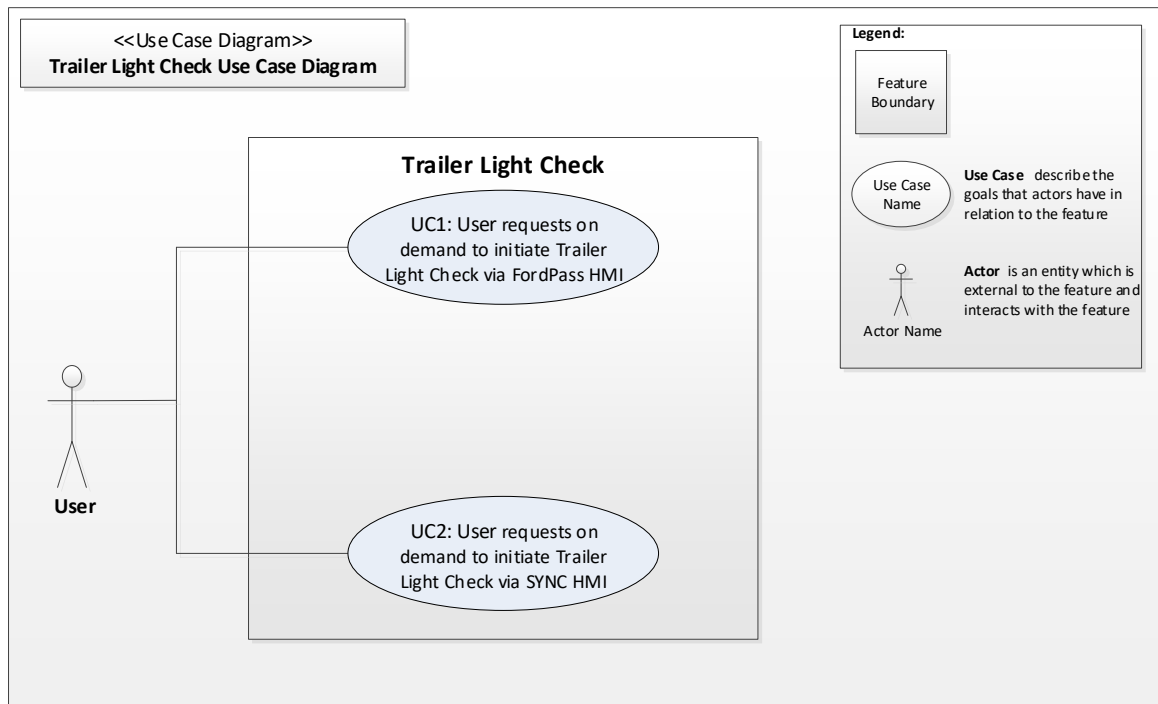 <<Use Case Diagram>>
Trailer Light Check Use Case Diagram
Legend:
Feature
Boundary
Use Case
Name
Use Case describe the
goals that actors have in
relation to the feature
Actor Name
Actor is an entity which is
external to the feature and
interacts with the feature
Trailer Light Check
UC1: User requests on
demand to initiate Trailer
Light Check via FordPass HMI
User
UC2: User requests on
demand to initiate Trailer
Light Check via SYNC HMI